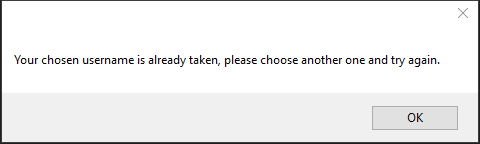 Your chosen username is already taken, please choose another one and try again.
OK